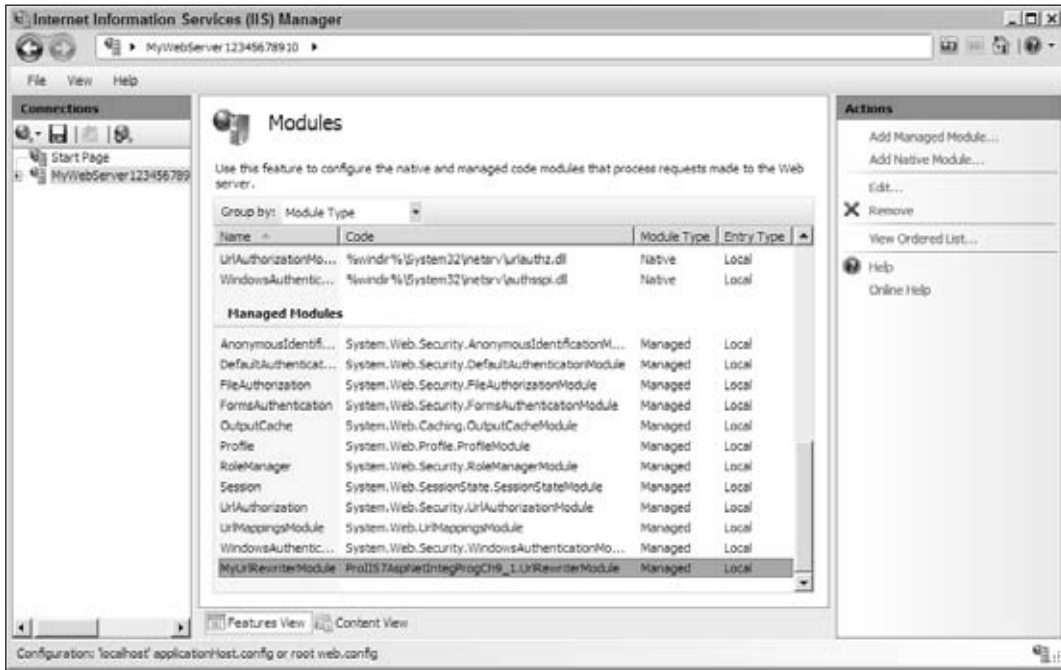 Internet Information Services (IIS) Manager
MyWebServer12345678910
File View Help
Connections
Start Page
MyWebServer123456789
Modules
Use this feature to configure the native and managed code modules that process requests made to the Web
server.
Group by: Module Type
Name Code Module Type Entry Type
UrlAuthorizationMo... %windir%\System32\inetsrv\urlauthz.dll Native Local
WindowsAuthentic... %windir%\System32\inetsrv\authsspi.dll Native Local
Managed Modules
AnonymousIdentifi... System.Web.Security.AnonymousIdentificationM... Managed Local
DefaultAuthenticat... System.Web.Security.DefaultAuthenticationModule Managed Local
FileAuthorization System.Web.Security.FileAuthorizationModule Managed Local
FormsAuthentication System.Web.Security.FormsAuthenticationModule Managed Local
OutputCache System.Web.Caching.OutputCacheModule Managed Local
Profile System.Web.Profile.ProfileModule Managed Local
RoleManager System.Web.Security.RoleManagerModule Managed Local
Session System.Web.SessionState.SessionStateModule Managed Local
UrlAuthorization System.Web.Security.UrlAuthorizationModule Managed Local
UrlMappingsModule System.Web.UrlMappingsModule Managed Local
WindowsAuthentic... System.Web.Security.WindowsAuthenticationMo... Managed Local
MyUrlRewriterModule ProIIS7AspNetIntegProgCh9_1.UrlRewriterModule Managed Local
Features View Content View
Actions
Add Managed Module...
Add Native Module...
Edit...
Remove
View Ordered List...
Help
Online Help
Configuration: 'localhost' applicationHost.config or root web.config